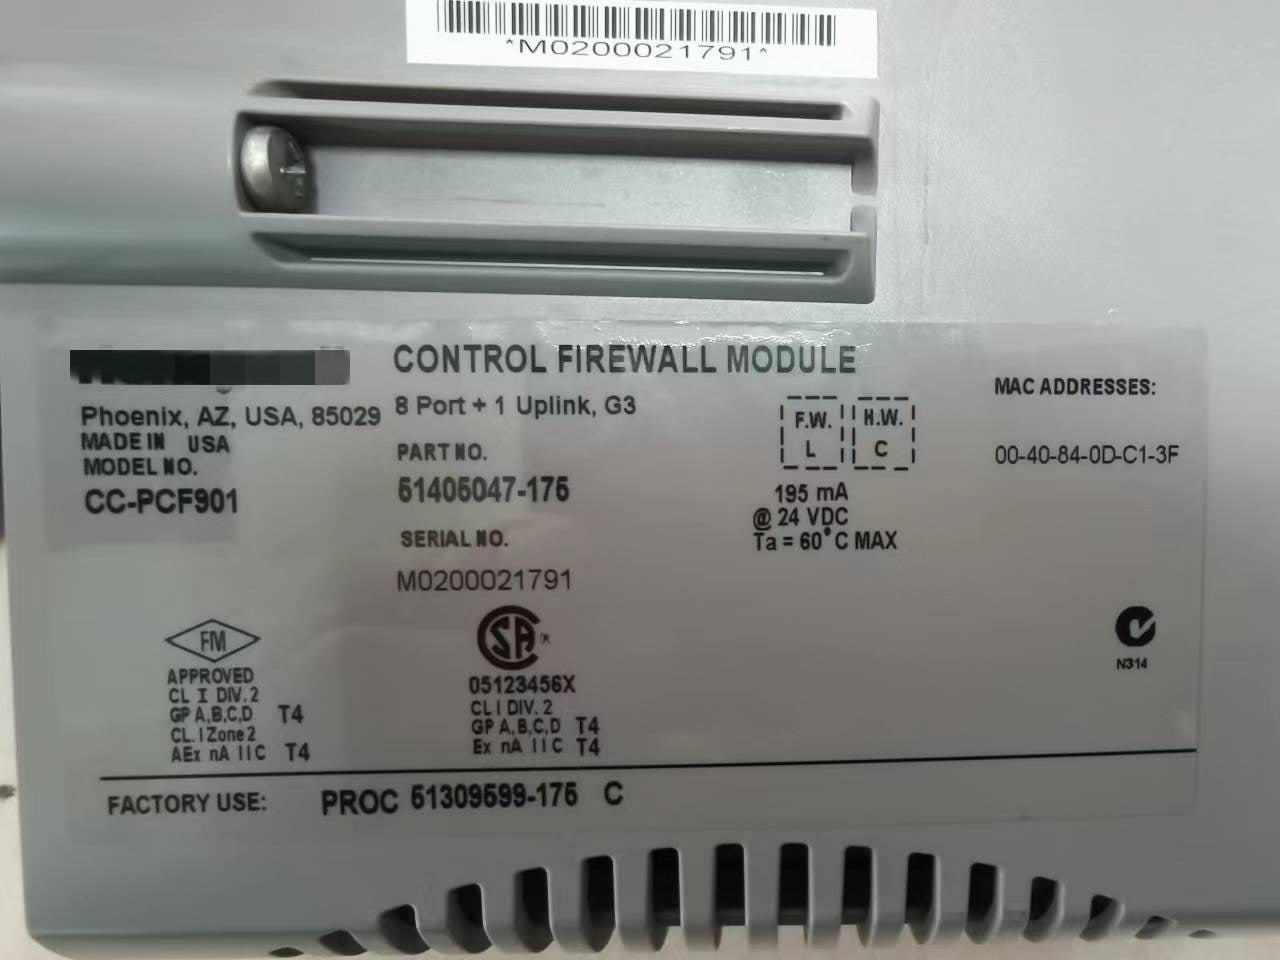 *M0200021791*
CONTROL FIREWALL MODULE
8 Port + 1 Uplink, G3
Phoenix, AZ, USA, 85029
MADE IN USA
MODEL NO.
CC-PCF901
PART NO.
51405047-175
SERIAL NO.
M0200021791
F.W.
L
H.W.
C
195 mA
@ 24 VDC
Ta = 60°C MAX
MAC ADDRESSES:
00-40-84-0D-C1-3F
FM
APPROVED
CL I DIV. 2
GP A,B,C,D T4
CL. I Zone 2
AEx nA IIC T4
SA
05123456X
CL I DIV. 2
GP A,B,C,D T4
Ex nA IIC T4
N314
FACTORY USE: PROC 51309599-175 C